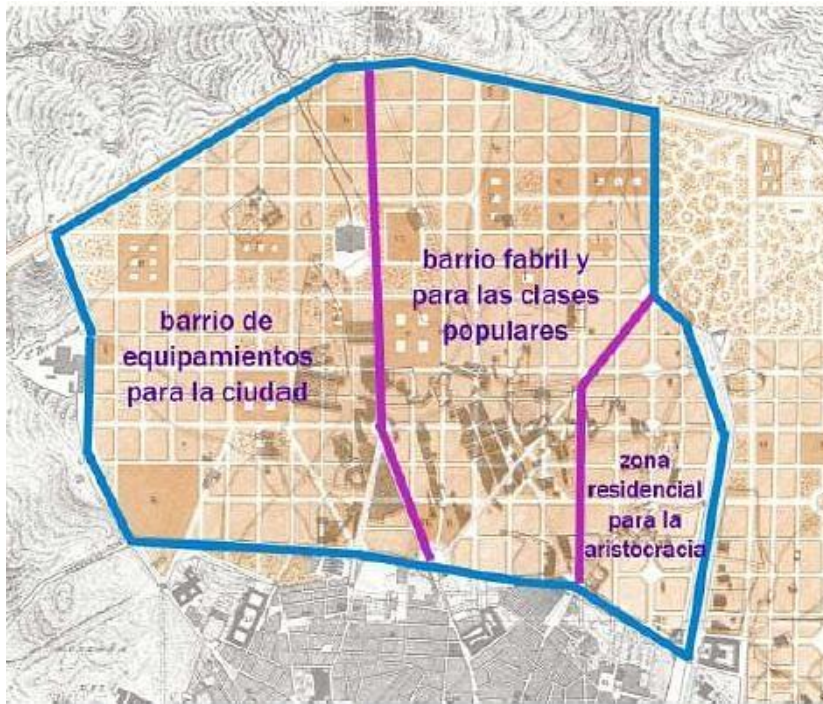 barrio fabril y
para las clases
populares
barrio de
equipamientos
para la ciudad
zona
residencial
para la
aristocracia